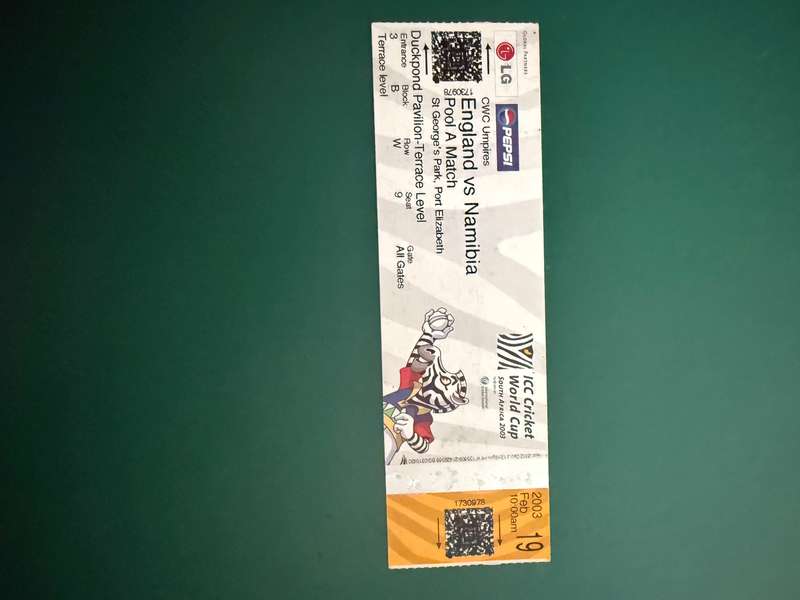 GLOBAL PARTNERS
LG
PEPSI
1730978
CWC Umpires
England vs Namibia
Pool A Match
St George's Park, Port Elizabeth
Duckpond Pavilion-Terrace Level
Entrance Block Row Seat Gate
3 B W 9 All Gates
Terrace level
ICC Cricket
World Cup
SOUTH AFRICA 2003
2003
Feb 19
10:00am
1730978